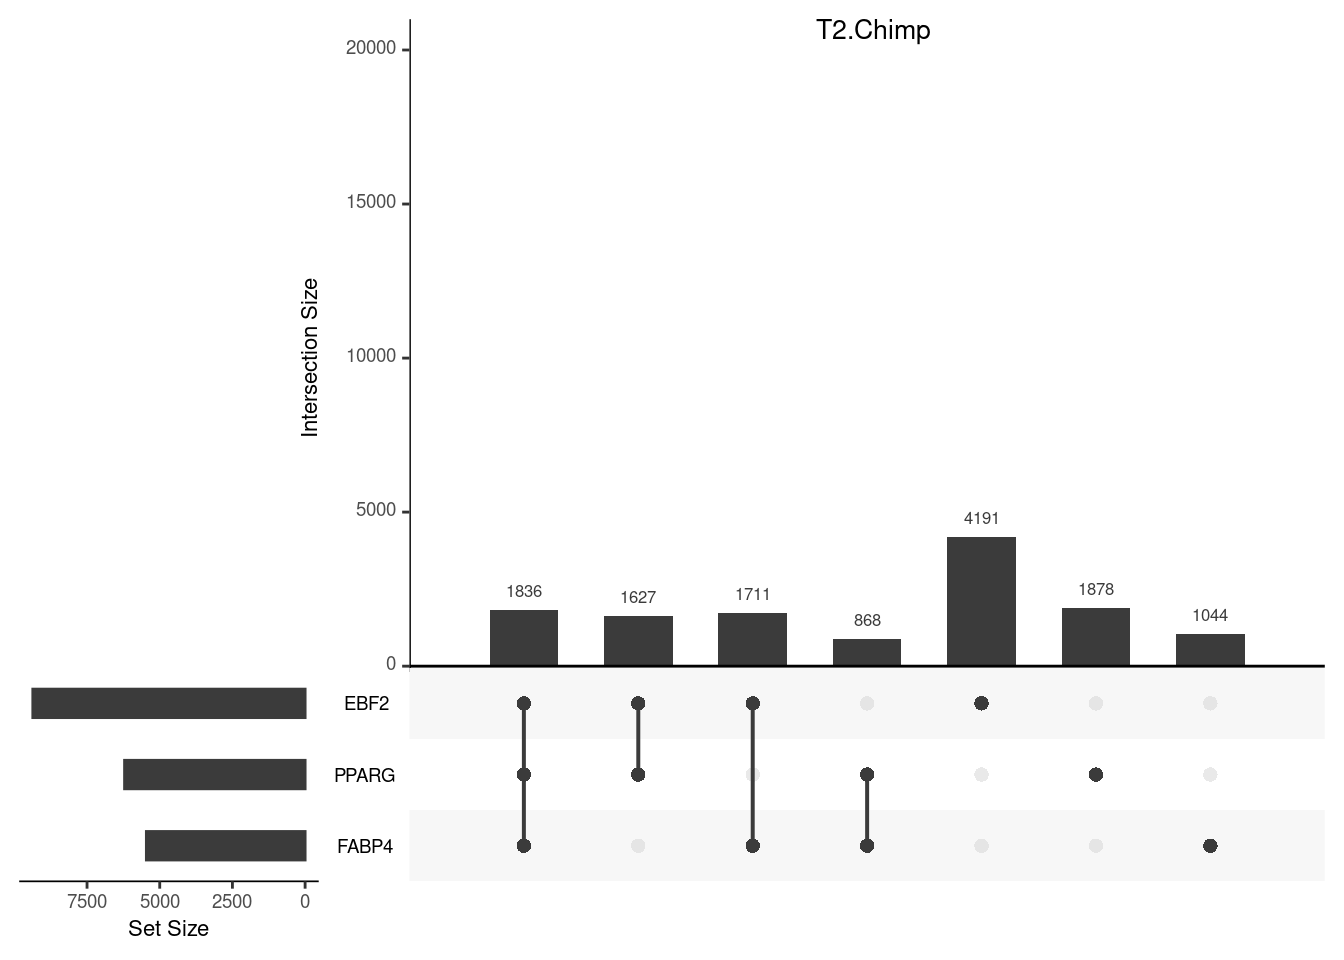 T2.Chimp
20000
15000
10000
5000
0
Intersection Size
1836
1627
1711
868
4191
1878
1044
EBF2
PPARG
FABP4
7500 5000 2500 0
Set Size